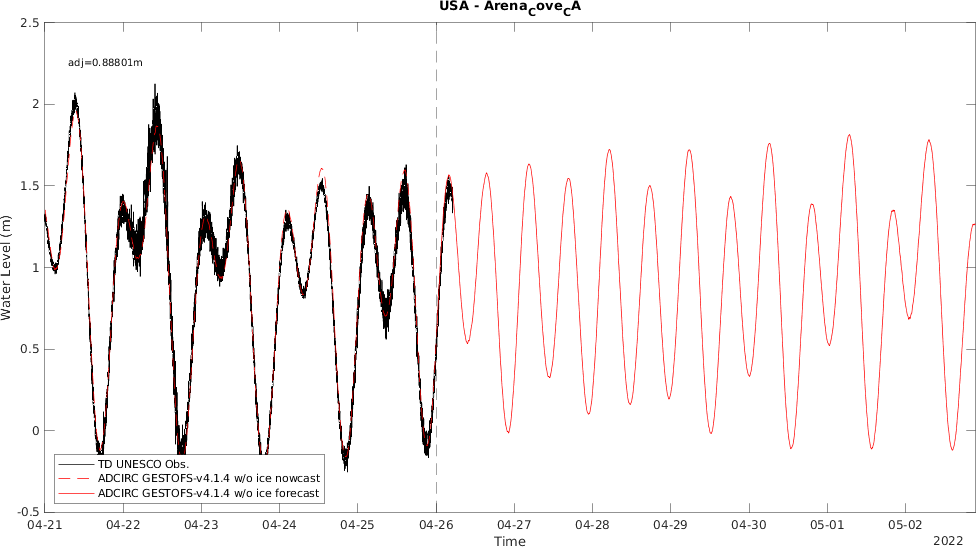 USA - ArenaCoveCA
2.5
adj=0.88801m
2
1.5
1
0.5
0
-0.5
Water Level (m)
TD UNESCO Obs.
ADCIRC GESTOFS-v4.1.4 w/o ice nowcast
ADCIRC GESTOFS-v4.1.4 w/o ice forecast
04-21 04-22 04-23 04-24 04-25 04-26 04-27 04-28 04-29 04-30 05-01 05-02
Time
2022